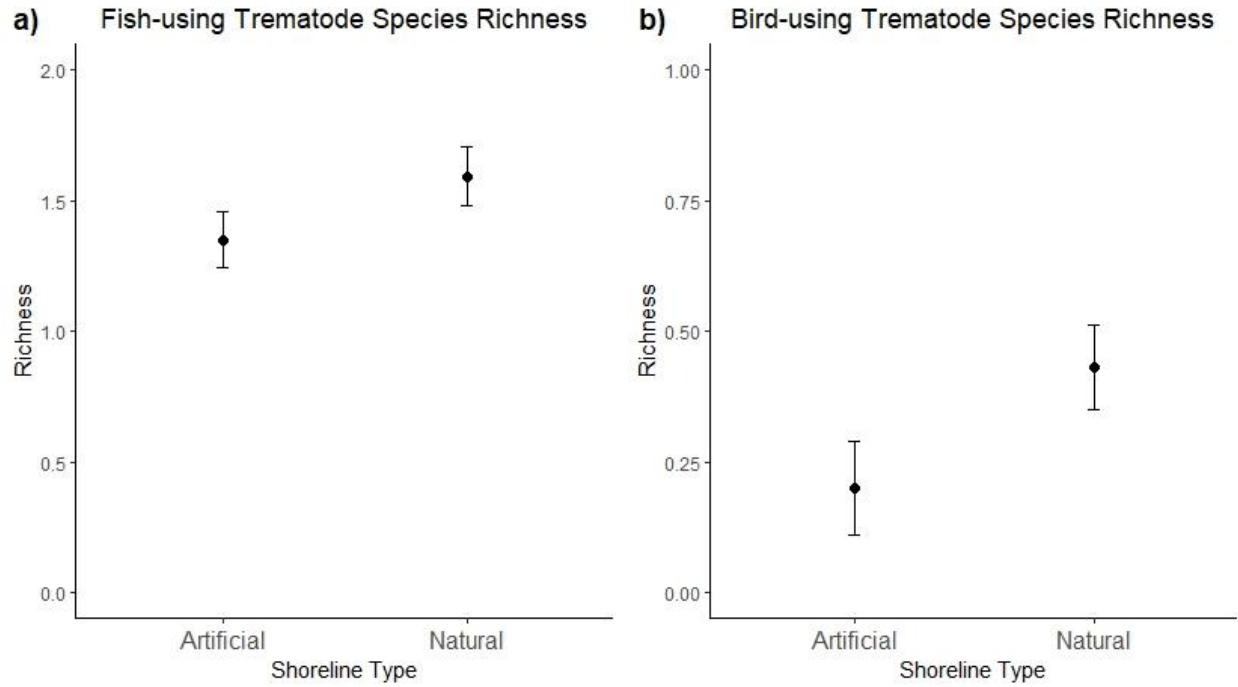 a) Fish-using Trematode Species Richness
2.0
1.5
1.0
0.5
0.0
Richness
Artificial Natural
Shoreline Type
b) Bird-using Trematode Species Richness
1.00
0.75
0.50
0.25
0.00
Richness
Artificial Natural
Shoreline Type